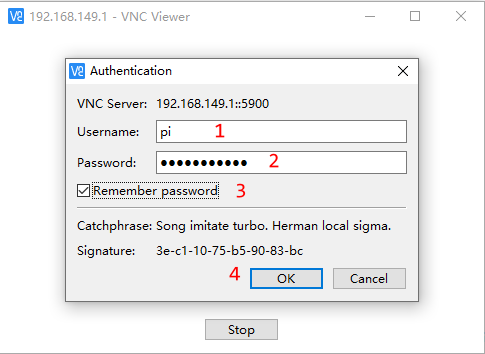 192.168.149.1 - VNC Viewer
Authentication
VNC Server: 192.168.149.1::5900
Username: pi 1
Password: ●●●●●●●●●●● 2
Remember password 3
Catchphrase: Song imitate turbo. Herman local sigma.
Signature: 3e-c1-10-75-b5-90-83-bc
4 OK Cancel
Stop